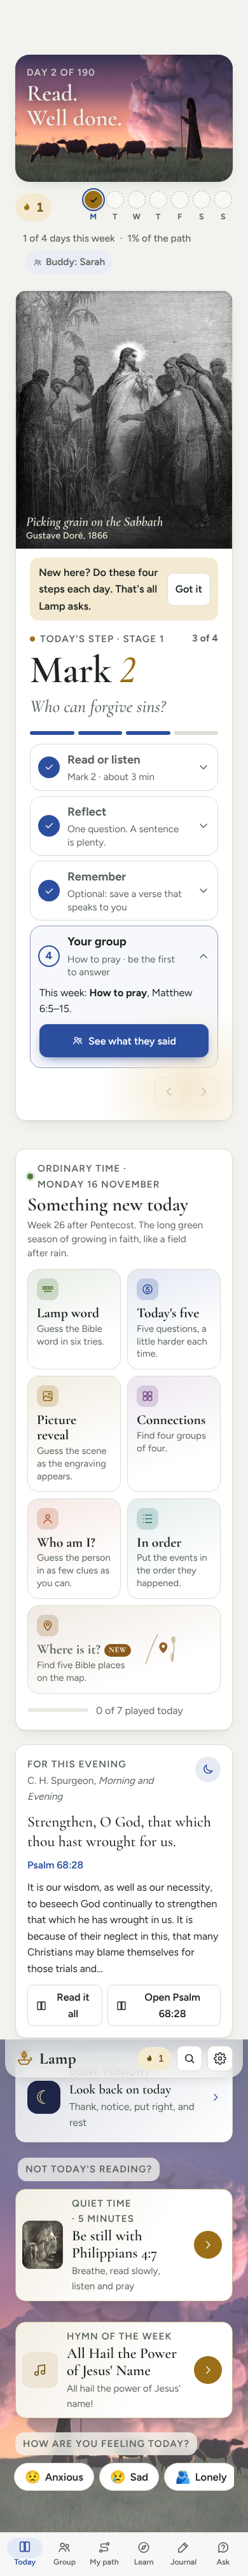 DAY 2 OF 190
Read.
Well done.
1
M T W T F S S
1 of 4 days this week · 1% of the path
Buddy: Sarah
Picking grain on the Sabbath
Gustave Doré, 1866
New here? Do these four
steps each day. That's all
Lamp asks.
Got it
TODAY'S STEP · STAGE 1
3 of 4
Mark 2
Who can forgive sins?
Read or listen
Mark 2 · about 3 min
Reflect
One question. A sentence
is plenty.
Remember
Optional: save a verse that
speaks to you
4
Your group
How to pray · be the first
to answer
This week: How to pray, Matthew
6:5–15.
See what they said
ORDINARY TIME ·
MONDAY 16 NOVEMBER
Something new today
Week 26 after Pentecost. The long green
season of growing in faith, like a field
after rain.
Lamp word
Guess the Bible
word in six tries.
Today's five
Five questions, a
little harder each
time.
Picture
reveal
Guess the scene
as the engraving
appears.
Connections
Find four groups
of four.
Who am I?
Guess the person
in as few clues as
you can.
In order
Put the events in
the order they
happened.
Where is it? NEW
Find five Bible places
on the map.
0 of 7 played today
FOR THIS EVENING
C. H. Spurgeon, Morning and
Evening
Strengthen, O God, that which
thou hast wrought for us.
Psalm 68:28
It is our wisdom, as well as our necessity,
to beseech God continually to strengthen
that which he has wrought in us. It is
because of their neglect in this, that many
Christians may blame themselves for
those trials and…
Read it
all
Open Psalm
68:28
Lamp
1
DONE TONIGHT
Look back on today
Thank, notice, put right, and
rest
NOT TODAY'S READING?
QUIET TIME
· 5 MINUTES
Be still with
Philippians 4:7
Breathe, read slowly,
listen and pray
HYMN OF THE WEEK
All Hail the Power
of Jesus' Name
All hail the power of Jesus'
name!
HOW ARE YOU FEELING TODAY?
Anxious
Sad
Lonely
Today
Group
My path
Learn
Journal
Ask